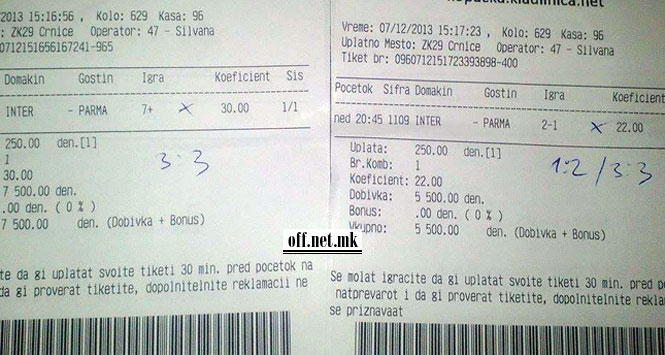 /2013 15:16:56 , Kolo: 629 Kasa: 96
: ZK29 Crnice Operator: 47 - Silvana
0712151656167241-965
Domakin Gostin Igra Koeficient Sis
INTER - PARMA 7+ x 30.00 1/1
250.00 den.[1]
1
30.00
7 500.00 den.
.00 den. ( 0 % )
7 500.00 den. (Dobivka + Bonus)
3:3
te da gi uplatat svoite tiketi 30 min. pred pocetok na
da gi proverat tiketite, dopolnitelnite reklamacii ne
kladilnica.net
Vreme: 07/12/2013 15:17:23 , Kolo: 629 Kasa: 96
Uplatno Mesto: ZK29 Crnice Operator: 47 - Silvana
Tiket br: 0960712151723393898-400
Pocetok Sifra Domakin Gostin Igra Koeficient
ned 20:45 1109 INTER - PARMA 2-1 x 22.00
Uplata: 250.00 den.[1]
Br.Komb: 1
Koeficient: 22.00
Dobivka: 5 500.00 den.
Bonus: .00 den. ( 0 % )
Vkupno: 5 500.00 den. (Dobivka + Bonus)
1:2 / 3:3
off.net.mk
Se molat igracite da gi uplatat svoite tiketi 30 min. pred po
natprevarot i da gi proverat tiketite, dopolnitelnite rekla
se priznavaat